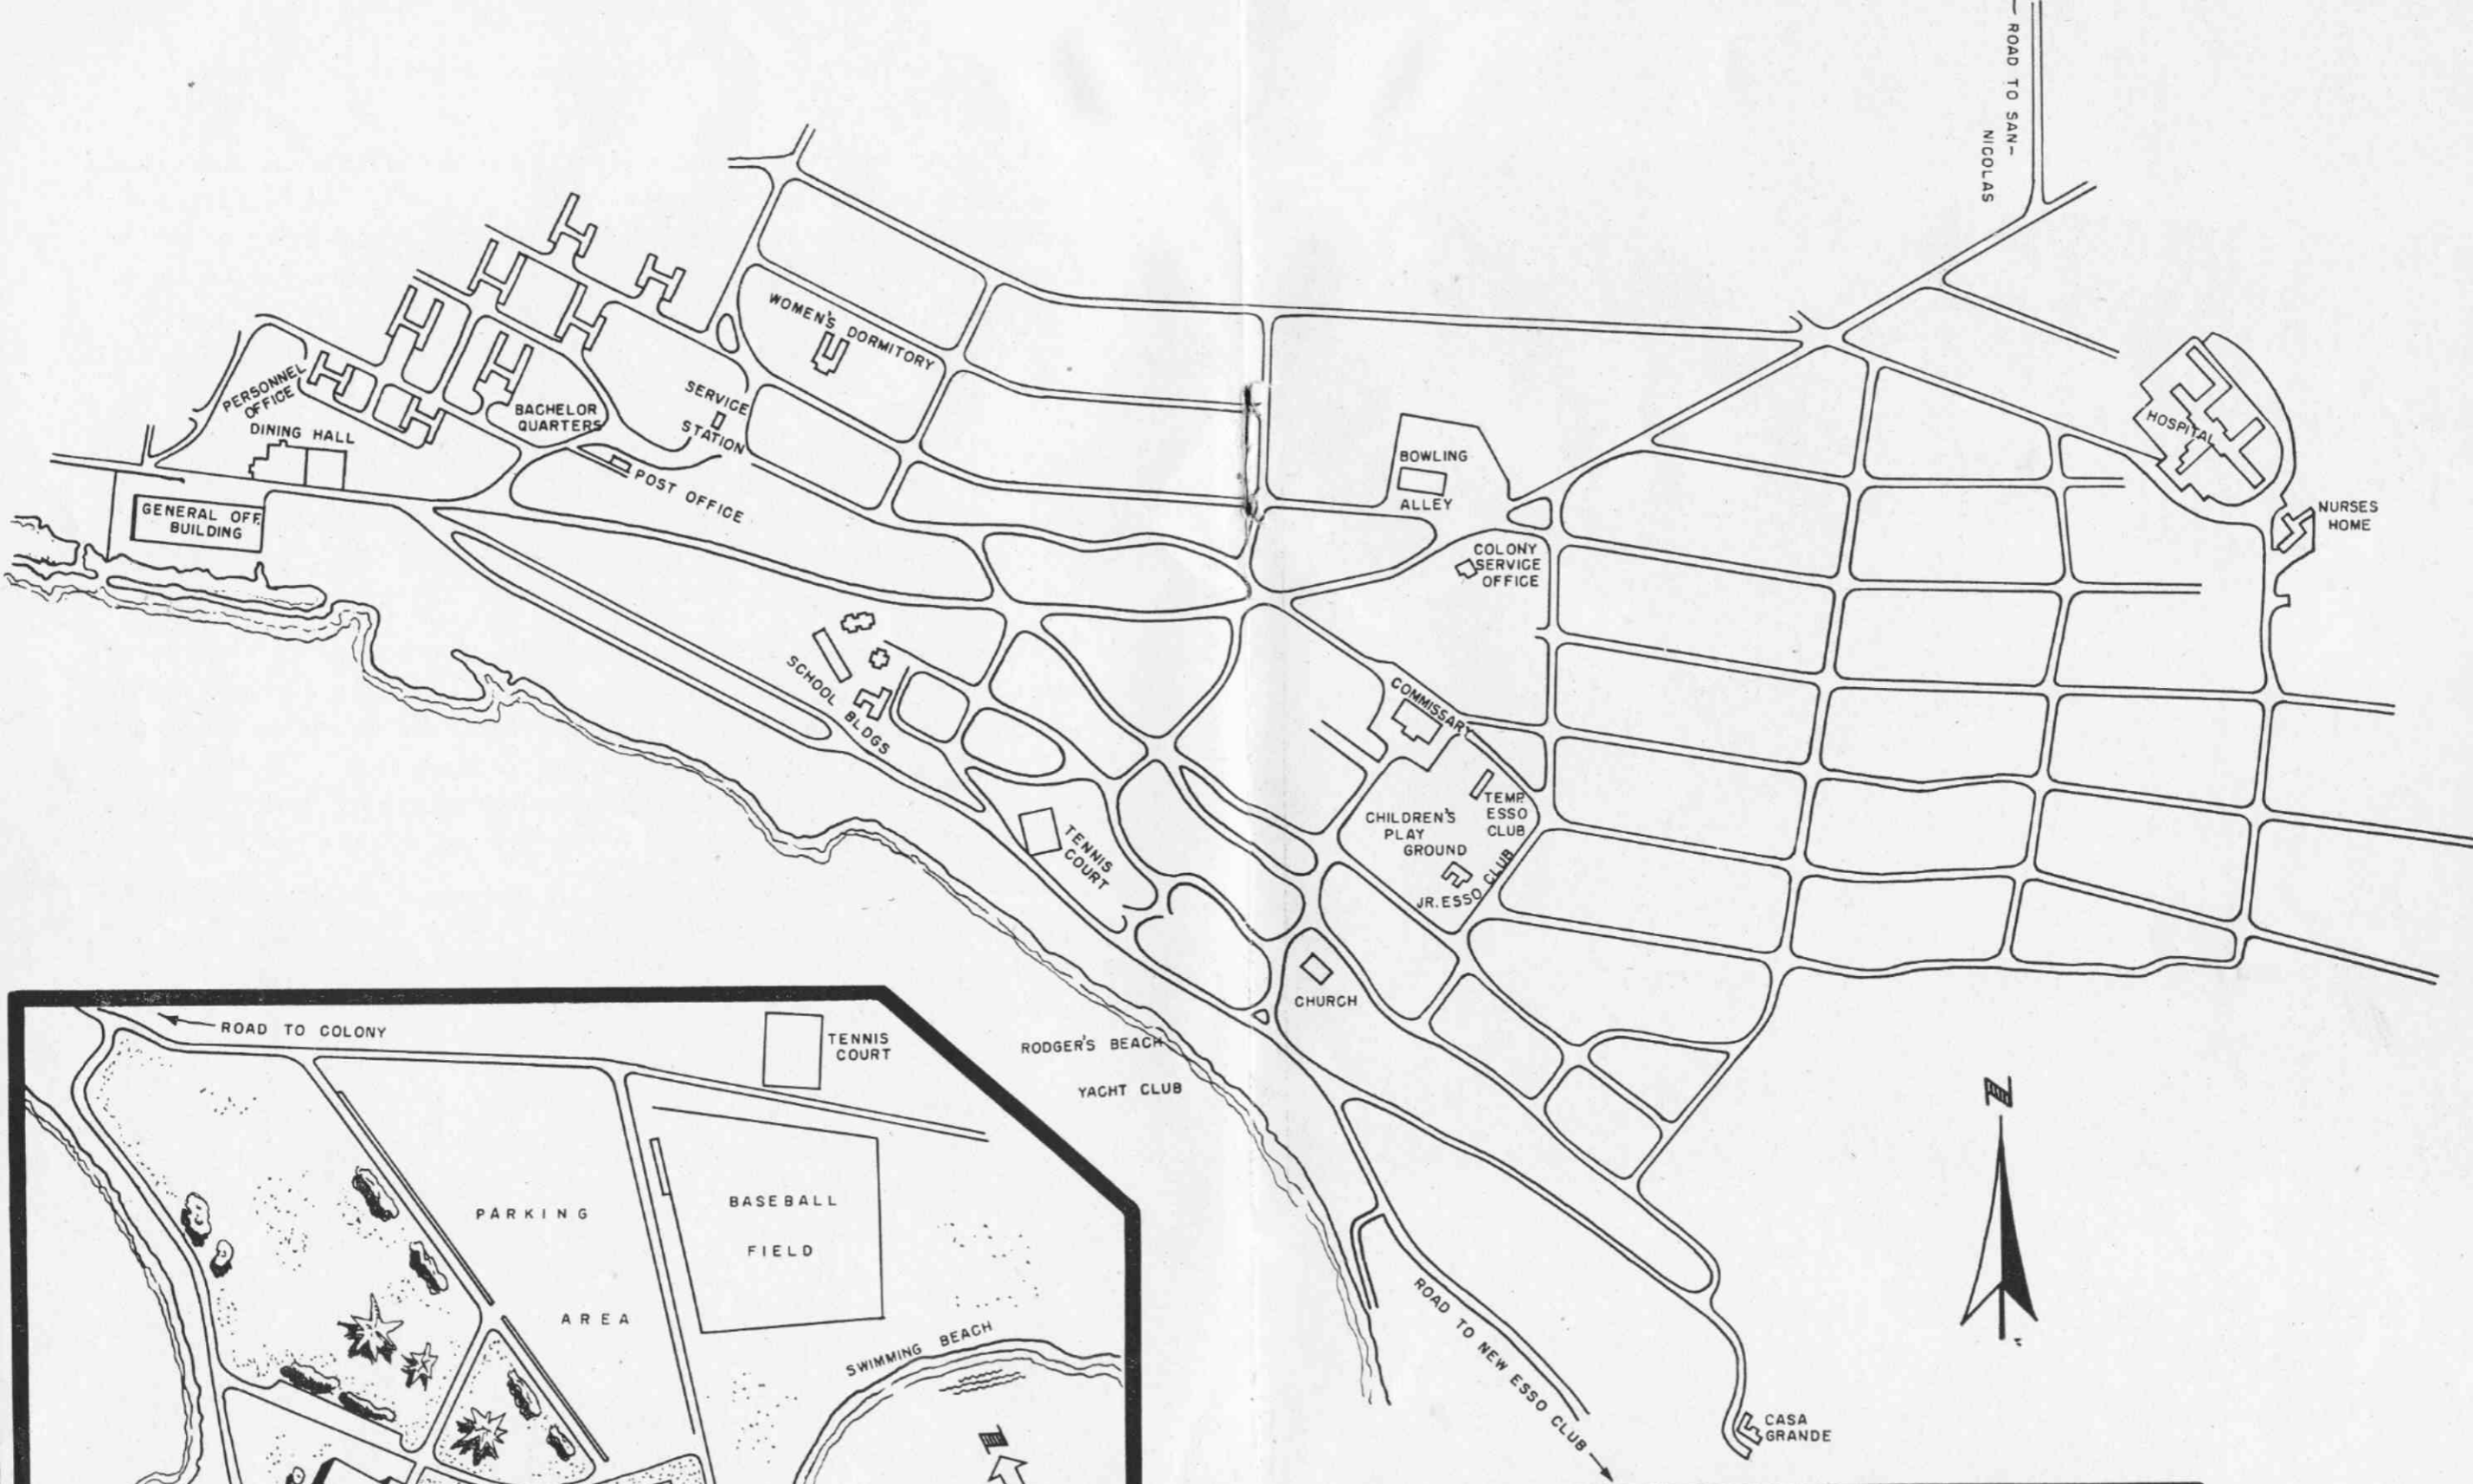 ROAD TO SAN-
NICOLAS
WOMEN'S DORMITORY
PERSONNEL
OFFICE
DINING HALL
BACHELOR
QUARTERS
SERVICE
STATION
POST OFFICE
GENERAL OFF.
BUILDING
BOWLING
ALLEY
HOSPITAL
NURSES
HOME
COLONY
SERVICE
OFFICE
SCHOOL BLDGS
COMMISSARY
TEMP.
ESSO
CLUB
CHILDREN'S
PLAY
GROUND
JR. ESSO CLUB
TENNIS
COURT
CHURCH
RODGER'S BEACH
YACHT CLUB
N
ROAD TO NEW ESSO CLUB
CASA
GRANDE
ROAD TO COLONY
TENNIS
COURT
PARKING
AREA
BASEBALL
FIELD
SWIMMING BEACH
N